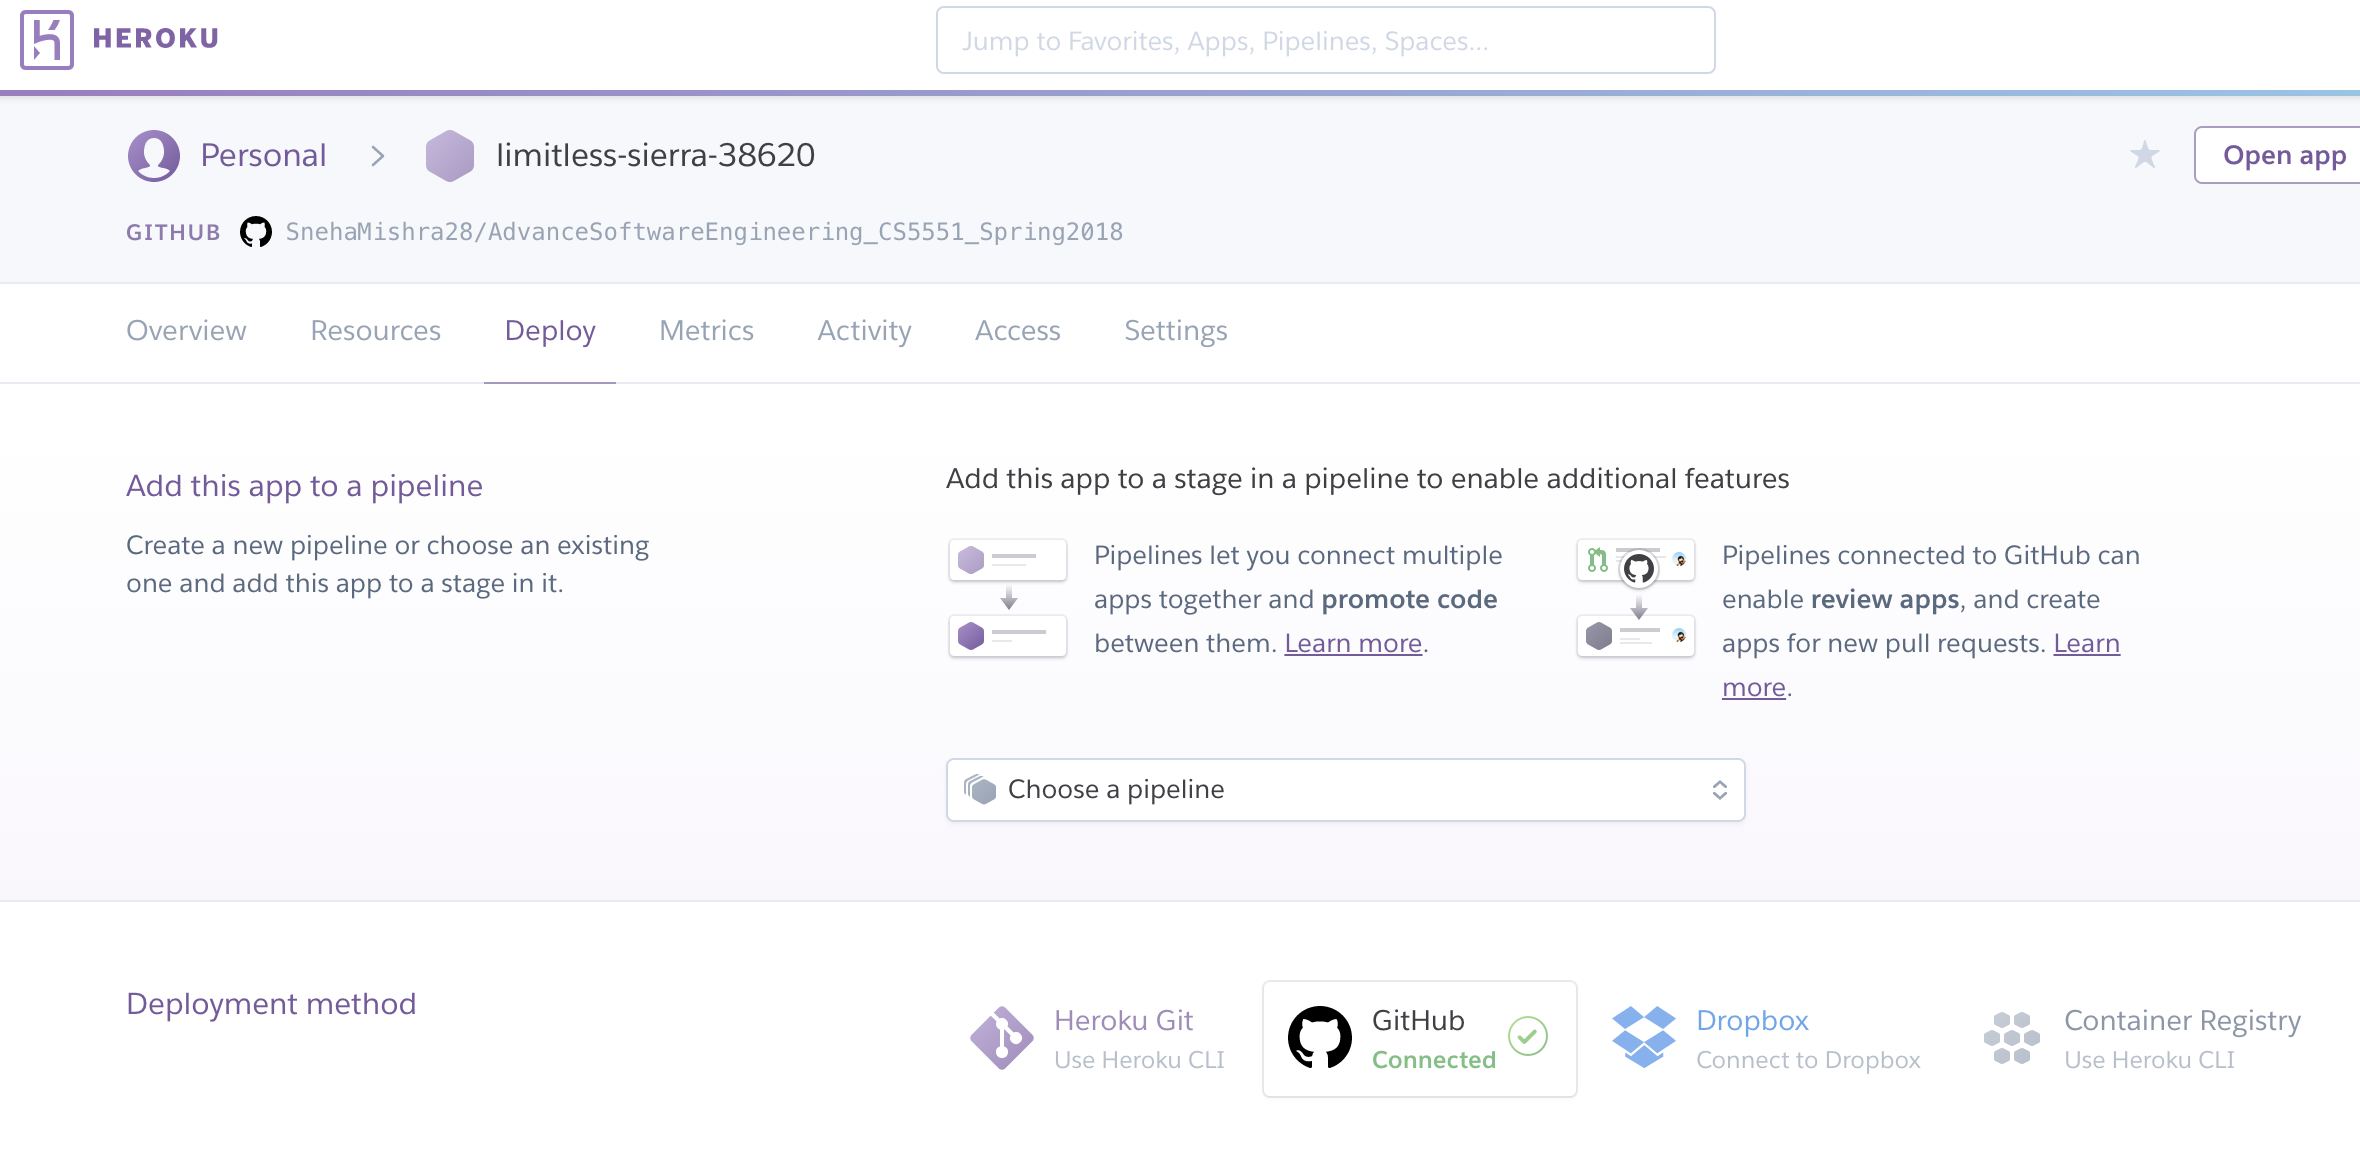 HEROKU
Jump to Favorites, Apps, Pipelines, Spaces...
Personal
limitless-sierra-38620
Open app
GITHUB
SnehaMishra28/AdvanceSoftwareEngineering_CS5551_Spring2018
Overview
Resources
Deploy
Metrics
Activity
Access
Settings
Add this app to a pipeline
Create a new pipeline or choose an existing
one and add this app to a stage in it.
Add this app to a stage in a pipeline to enable additional features
Pipelines let you connect multiple
apps together and promote code
between them. Learn more.
Pipelines connected to GitHub can
enable review apps, and create
apps for new pull requests. Learn
more.
Choose a pipeline
Deployment method
Heroku Git
Use Heroku CLI
GitHub
Connected
Dropbox
Connect to Dropbox
Container Registry
Use Heroku CLI